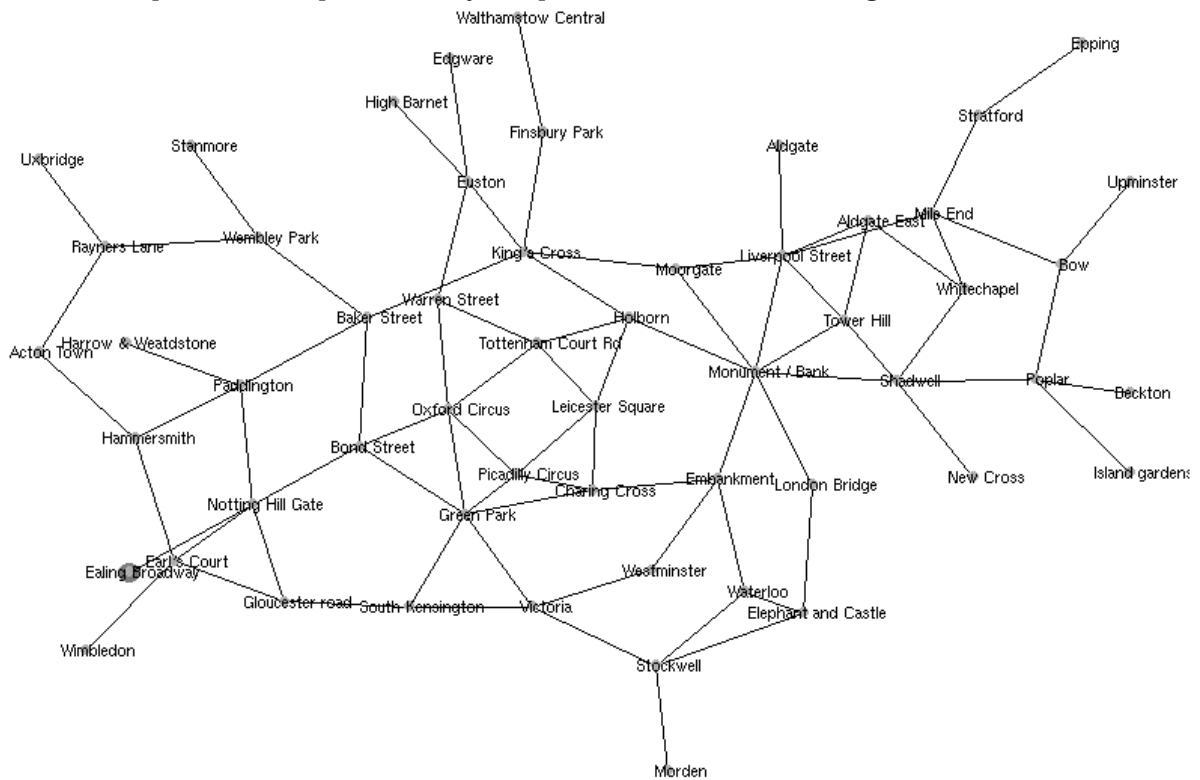 Walthamstow Central
Epping
Edgware
High Barnet
Stratford
Finsbury Park
Stanmore
Aldgate
Uxbridge
Euston
Upminster
Mile End
Aldgate East
Wembley Park
Rayners Lane
King's Cross
Liverpool Street
Moorgate
Bow
Whitechapel
Warren Street
Baker Street
Holborn
Tower Hill
Harrow & Weatdstone
Tottenham Court Rd
Acton Town
Monument / Bank
Shadwell
Poplar
Paddington
Beckton
Oxford Circus
Leicester Square
Hammersmith
Bond Street
Picadilly Circus
Embankment
New Cross
Island gardens
London Bridge
Charing Cross
Notting Hill Gate
Green Park
Earl's Court
Ealing Broadway
Westminster
Waterloo
Gloucester road
South Kensington
Victoria
Elephant and Castle
Wimbledon
Stockwell
Morden